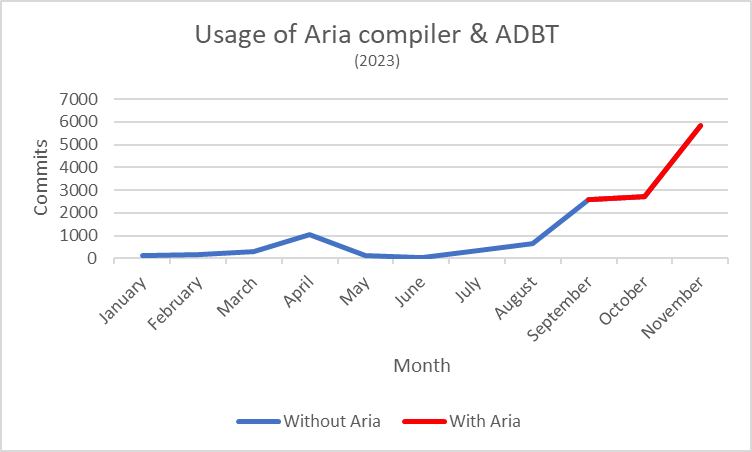 Usage of Aria compiler & ADBT
(2023)
7000
6000
5000
4000
3000
2000
1000
0
Commits
January
February
March
April
May
June
July
August
September
October
November
Month
Without Aria
With Aria